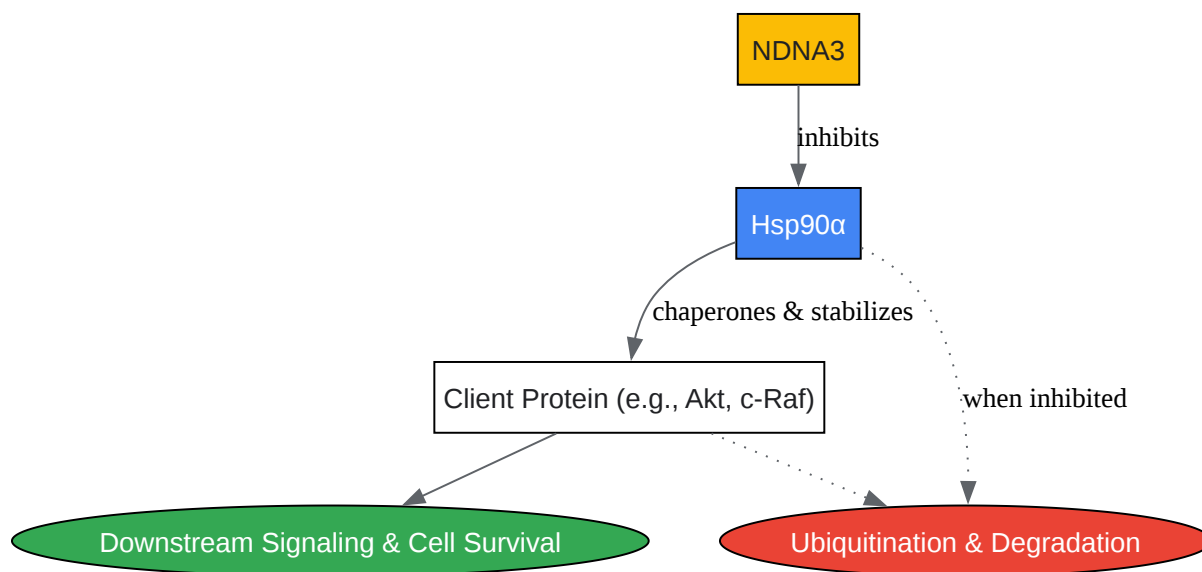 NDNA3
inhibits
Hsp90α
chaperones & stabilizes
Client Protein (e.g., Akt, c-Raf)
when inhibited
Downstream Signaling & Cell Survival
Ubiquitination & Degradation